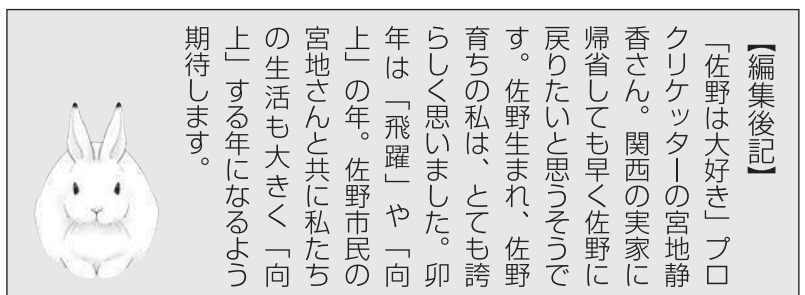 【編集後記】
「佐野は大好き」プロ
クリケッターの宮地静
香さん。関西の実家に
帰省しても早く佐野に
戻りたいと思うそうで
す。佐野生まれ、佐野
育ちの私は、とても誇
らしく思いました。卯
年は「飛躍」や「向
上」の年。佐野市民の
宮地さんと共に私たち
の生活も大きく「向
上」する年になるよう
期待します。